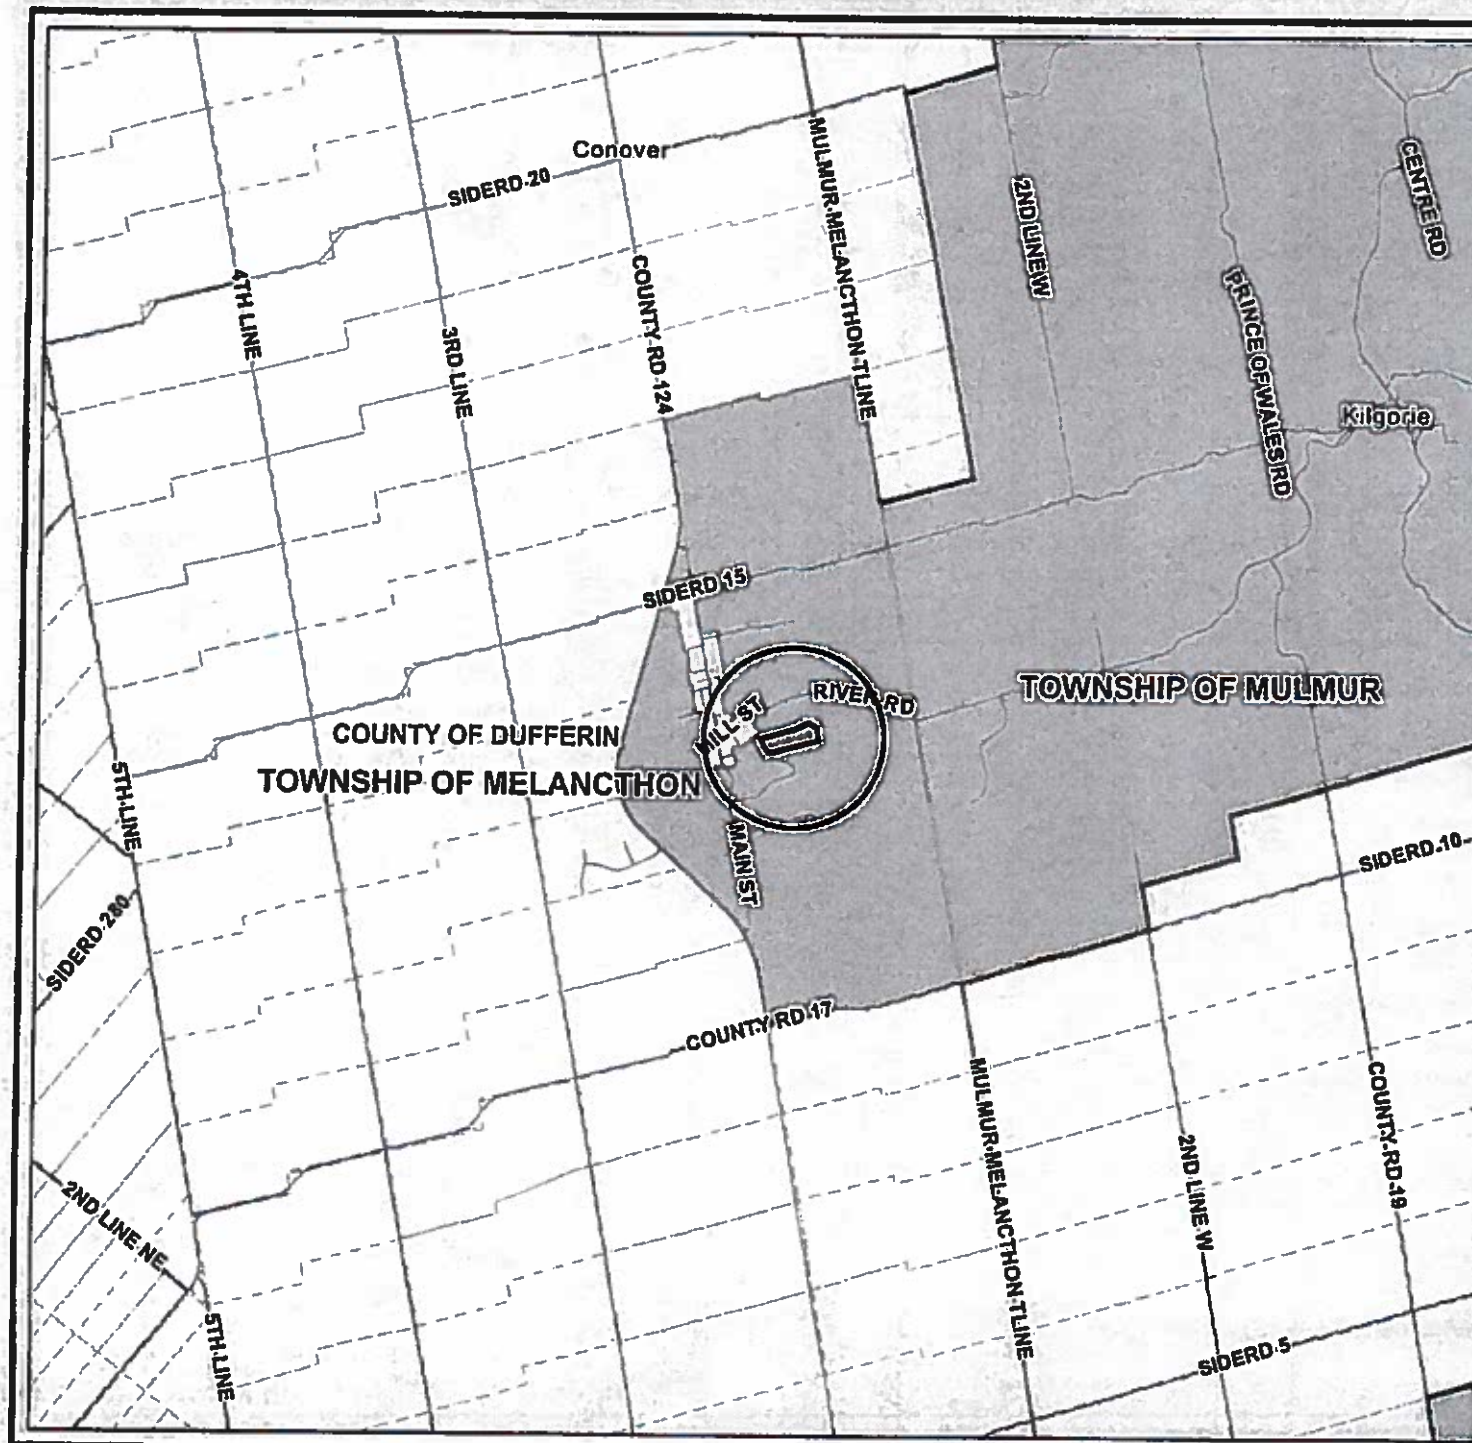 Conover
SIDERD 20
MULMUR-MELANCTHON TLINE
2ND LINE W
CENTRE RD
4TH LINE
3RD LINE
COUNTY RD 124
PRINCE OF WALES RD
Kilgorie
SIDERD 15
RIVER RD
TOWNSHIP OF MULMUR
MILL ST
COUNTY OF DUFFERIN
TOWNSHIP OF MELANCTHON
5TH LINE
MAIN ST
SIDERD 10
SIDERD 280
COUNTY RD 17
MULMUR-MELANCTHON TLINE
2ND LINE W
COUNTY RD 19
2ND LINE NE
5TH LINE
SIDERD 5